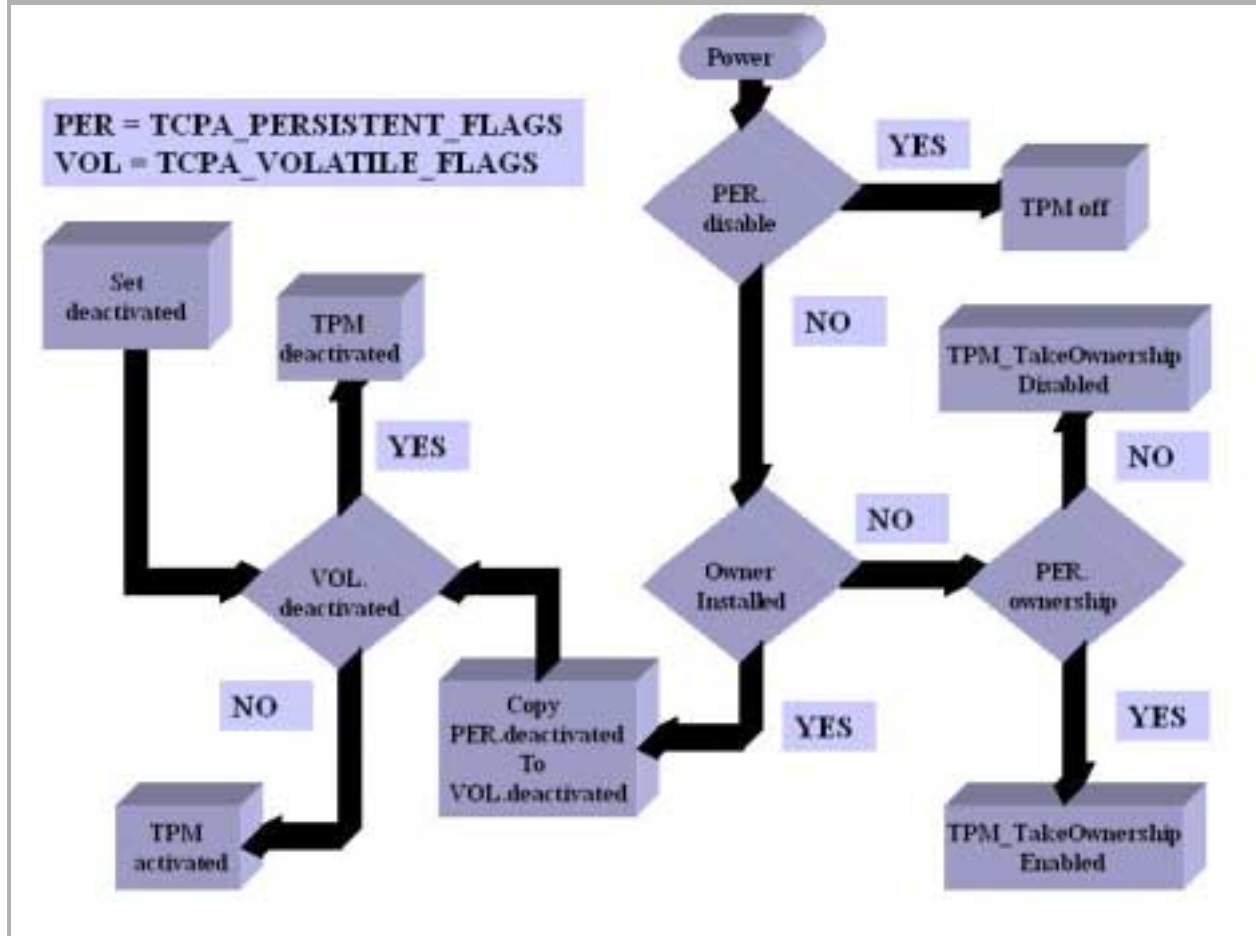 Power
PER = TCPA_PERSISTENT_FLAGS
VOL = TCPA_VOLATILE_FLAGS
YES
PER.
disable
TPM off
Set
deactivated
TPM
deactivated
NO
TPM_TakeOwnership
Disabled
YES
NO
NO
VOL.
deactivated
Owner
Installed
PER.
ownership
NO
Copy
PER.deactivated
To
VOL.deactivated
YES
YES
TPM
activated
TPM_TakeOwnership
Enabled